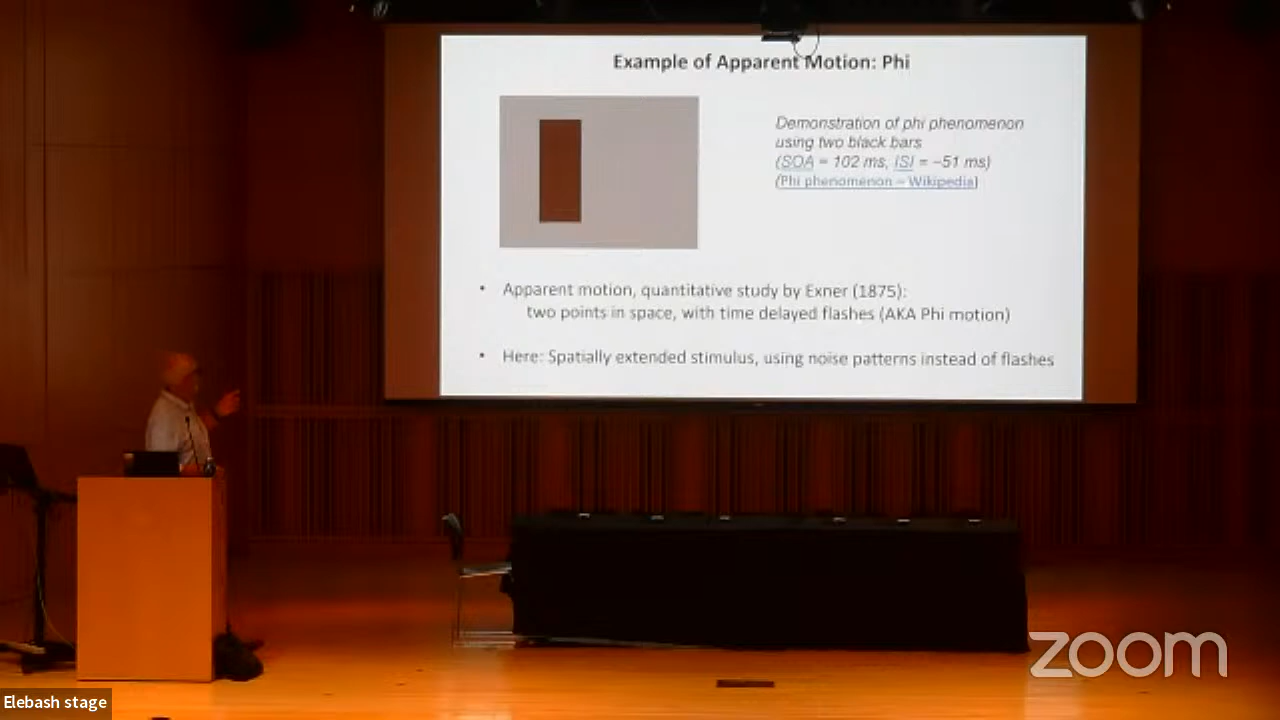 Example of Apparent Motion: Phi
Demonstration of phi phenomenon
using two black bars
(SOA = 102 ms, ISI = −51 ms)
(Phi phenomenon – Wikipedia)
• Apparent motion, quantitative study by Exner (1875):
two points in space, with time delayed flashes (AKA Phi motion)
• Here: Spatially extended stimulus, using noise patterns instead of flashes
zoom
Elebash stage